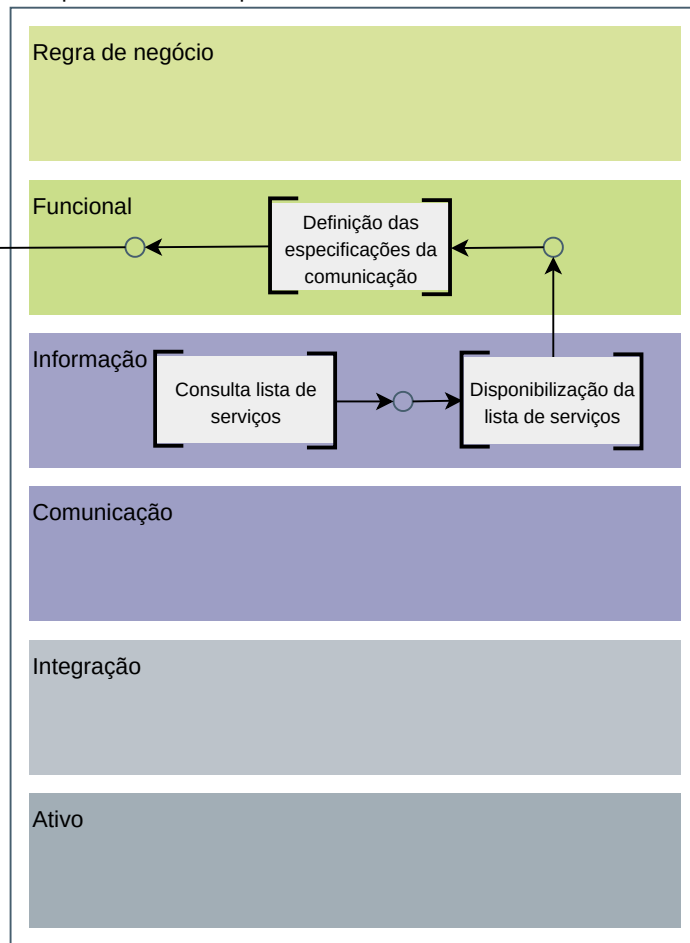 Regra de negócio
Funcional
Definição das
especificações da
comunicação
Informação
Consulta lista de
serviços
Disponibilização da
lista de serviços
Comunicação
Integração
Ativo